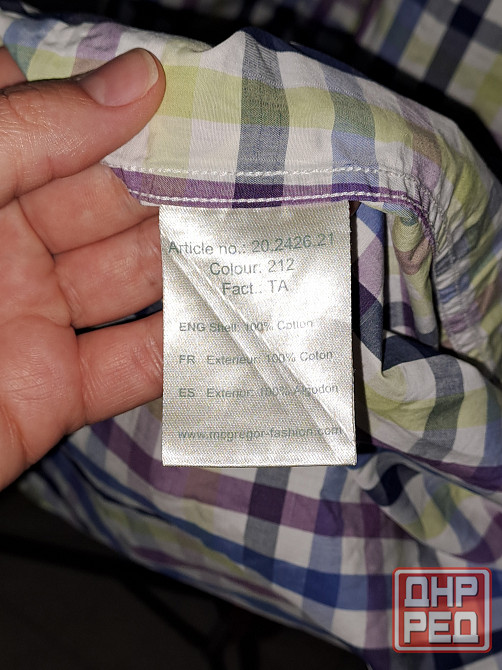 Article no.: 20.2426.21
Colour: 212
Fact.: TA
ENG Shell: 100% Cotton
FR Exterieur: 100% Coton
ES: Exterior: 100% Algodon
www.mcgregor-fashion.com
ДНР
РЕД